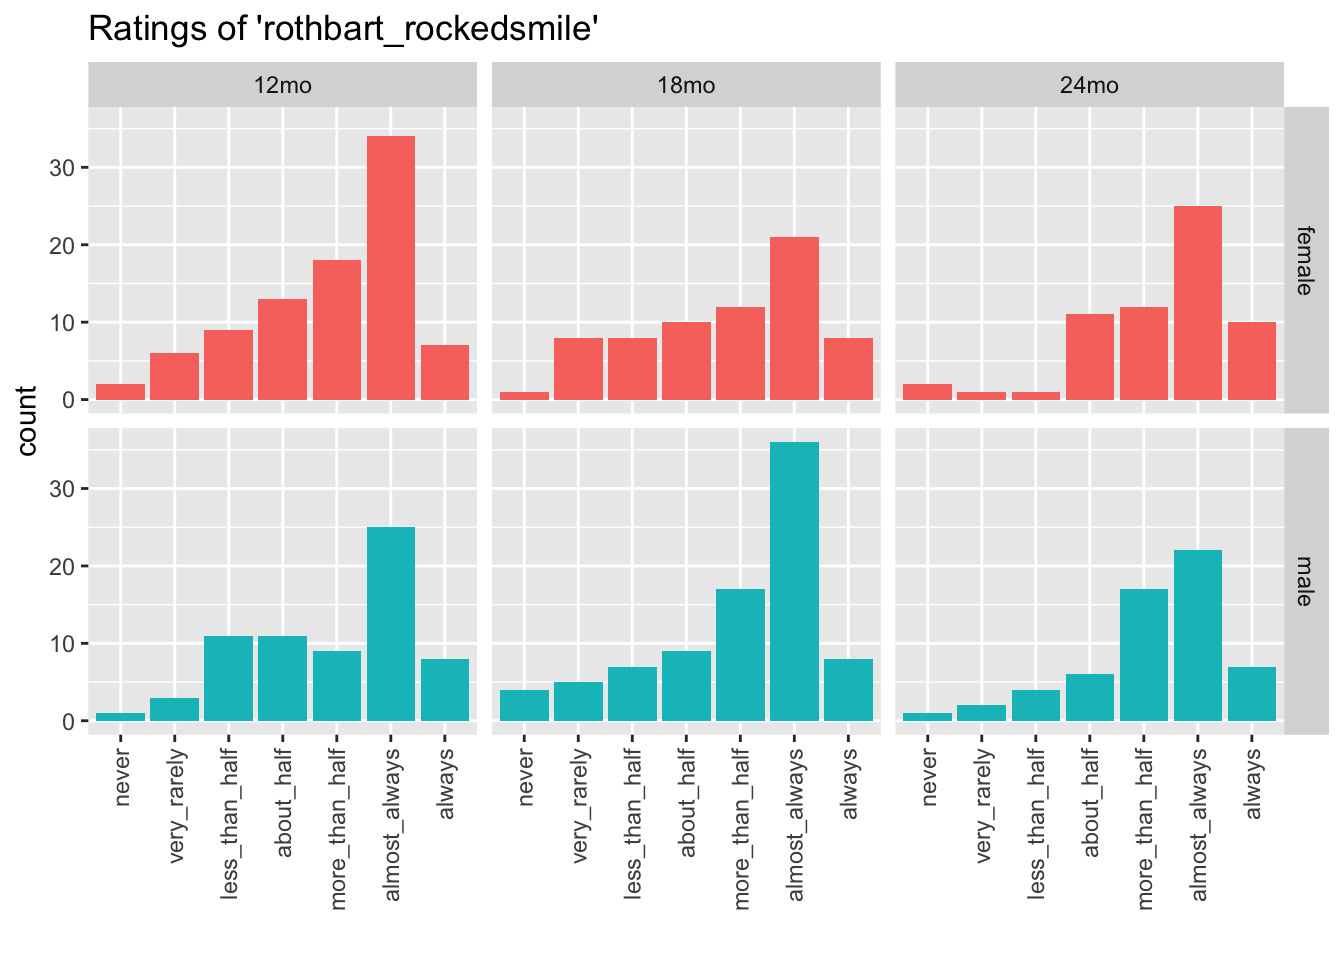 Ratings of 'rothbart_rockedsmile'
12mo 18mo 24mo
30
20
10
0
female
count
30
20
10
0
male
never very_rarely less_than_half about_half more_than_half almost_always always never very_rarely less_than_half about_half more_than_half almost_always always never very_rarely less_than_half about_half more_than_half almost_always always